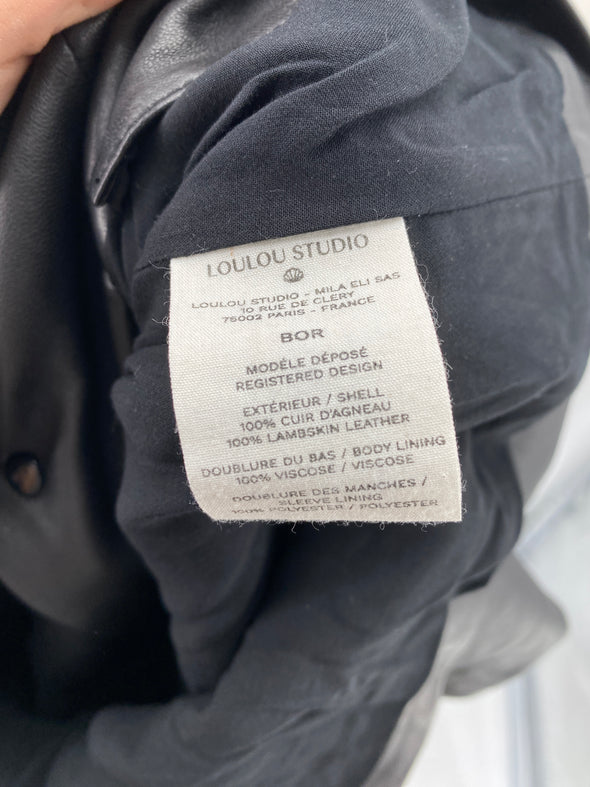 LOULOU STUDIO
LOULOU STUDIO - MILA ELI SAS
10 RUE DE CLÉRY
75002 PARIS - FRANCE
BOR
MODÈLE DÉPOSÉ
REGISTERED DESIGN
EXTÉRIEUR / SHELL
100% CUIR D'AGNEAU
100% LAMBSKIN LEATHER
DOUBLURE DU BAS / BODY LINING
100% VISCOSE / VISCOSE
DOUBLURE DES MANCHES /
SLEEVE LINING
100% POLYESTER / POLYESTER